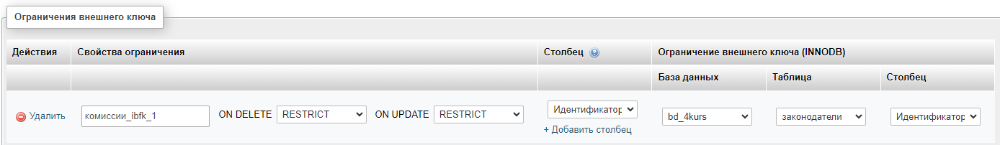 Ограничения внешнего ключа
Действия Свойства ограничения Столбец Ограничение внешнего ключа (INNODB)
База данных Таблица Столбец
Удалить комиссии_ibfk_1 ON DELETE RESTRICT ON UPDATE RESTRICT Идентификатор bd_4kurs законодатели Идентификатор
+ Добавить столбец